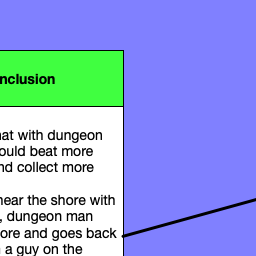 nclusion
at with dungeon
ould beat more
nd collect more
near the shore with
, dungeon man
ore and goes back
a guy on the